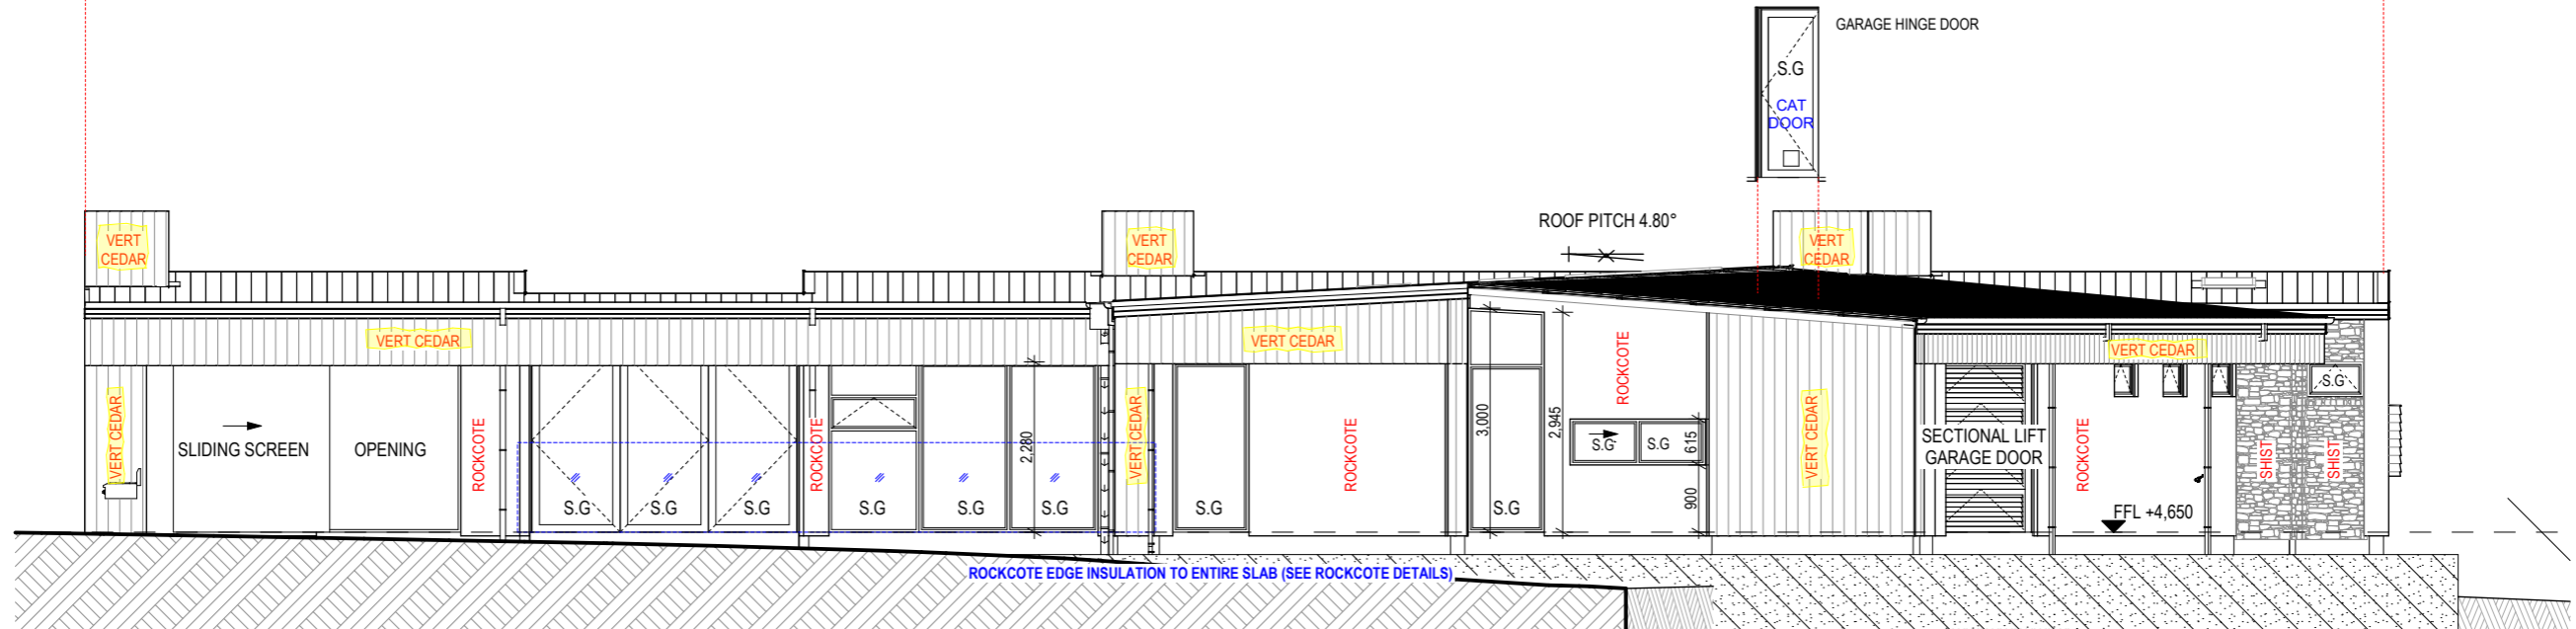 GARAGE HINGE DOOR
S.G
CAT
DOOR
ROOF PITCH 4.80°
VERT
CEDAR
VERT
CEDAR
VERT
CEDAR
VERT CEDAR
VERT CEDAR
VERT CEDAR
VERT CEDAR
SLIDING SCREEN
OPENING
ROCKCOTE
S.G
S.G
S.G
ROCKCOTE
S.G
S.G
S.G
2,280
VERT CEDAR
S.G
ROCKCOTE
3,000
S.G
2,945
ROCKCOTE
S.G
S.G
615
900
VERT CEDAR
SECTIONAL LIFT
GARAGE DOOR
ROCKCOTE
FFL +4,650
SHIST
SHIST
S.G
ROCKCOTE EDGE INSULATION TO ENTIRE SLAB (SEE ROCKCOTE DETAILS)